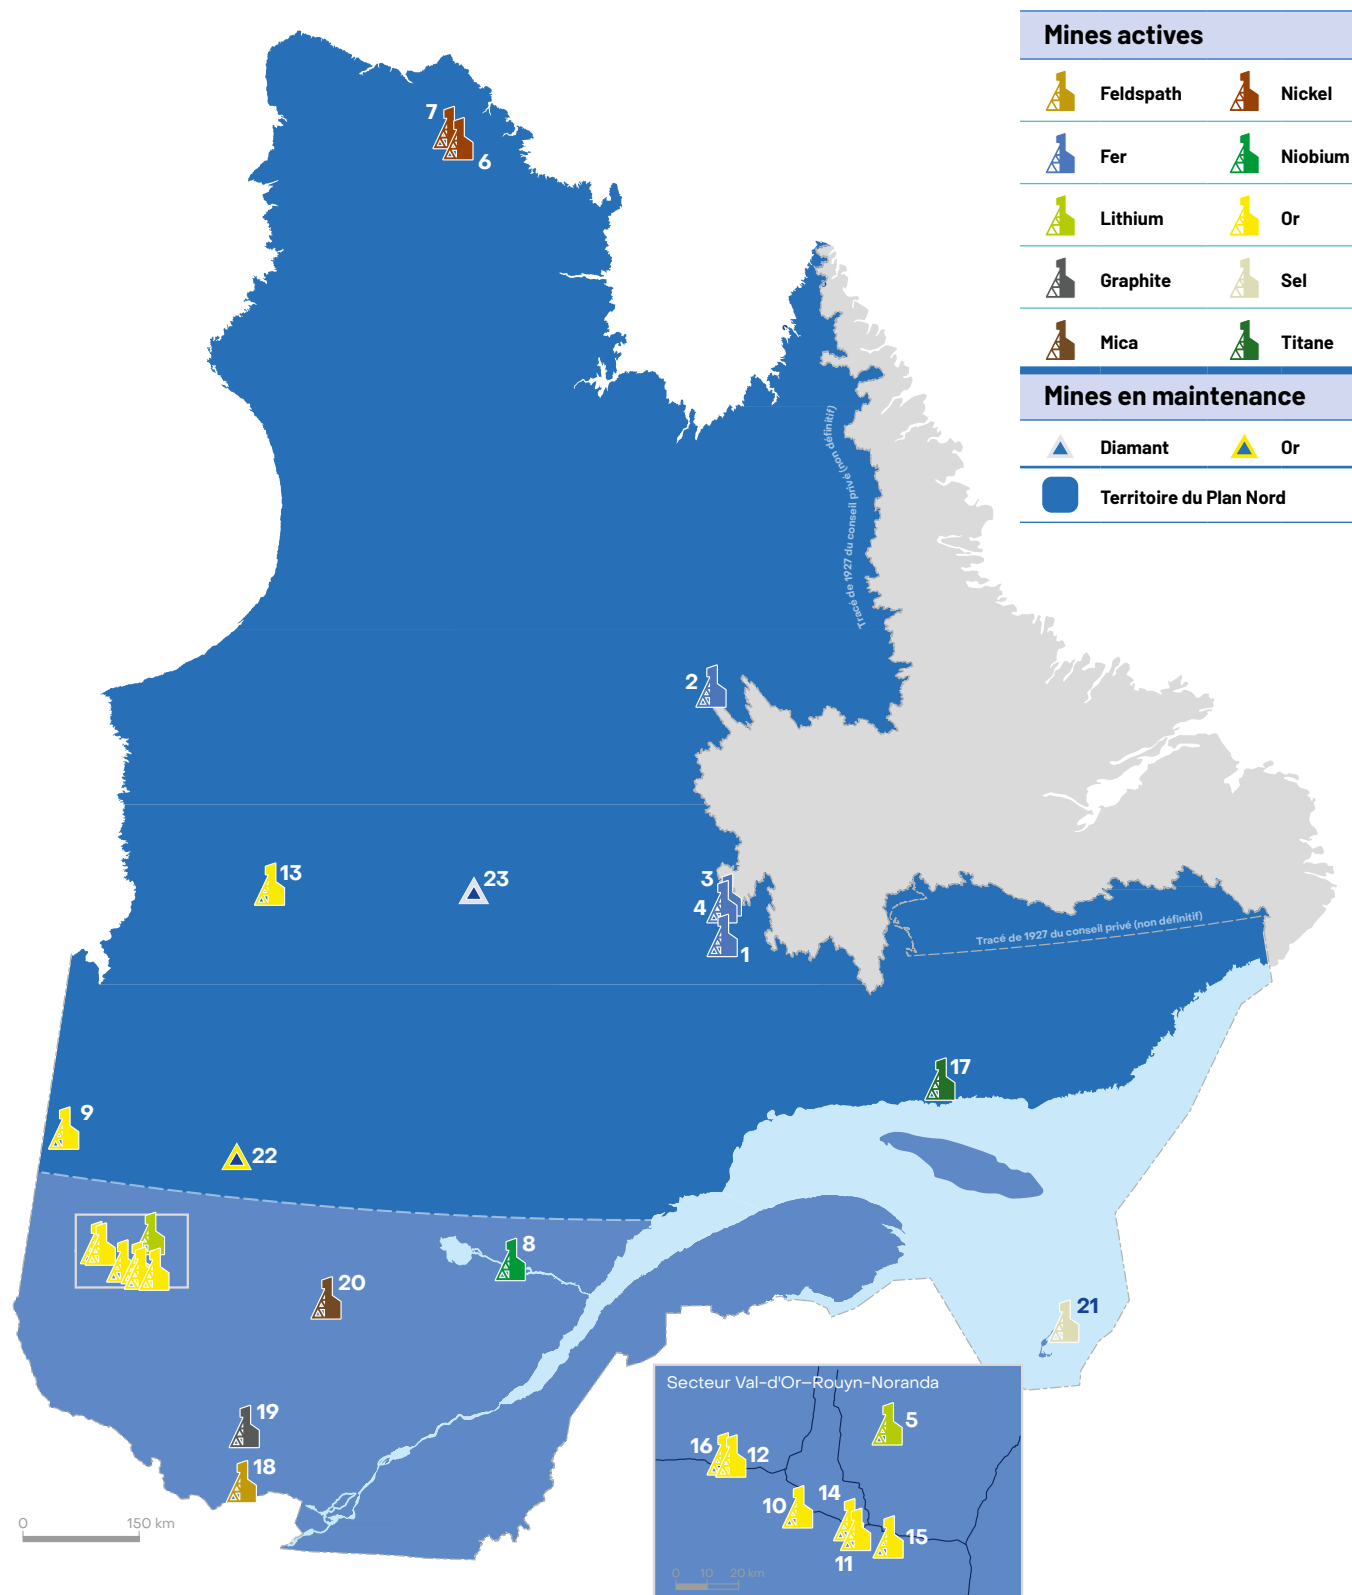 Mines actives
Feldspath
Nickel
Fer
Niobium
Lithium
Or
Graphite
Sel
Mica
Titane
Mines en maintenance
Diamant
Or
Territoire du Plan Nord
7
6
Tracé de 1927 du conseil privé (non définitif)
2
13
23
3
4
1
Tracé de 1927 du conseil privé (non définitif)
17
9
22
8
20
21
19
18
0
150 km
Secteur Val-d'Or–Rouyn-Noranda
5
16
12
10
14
15
11
0
10
20 km